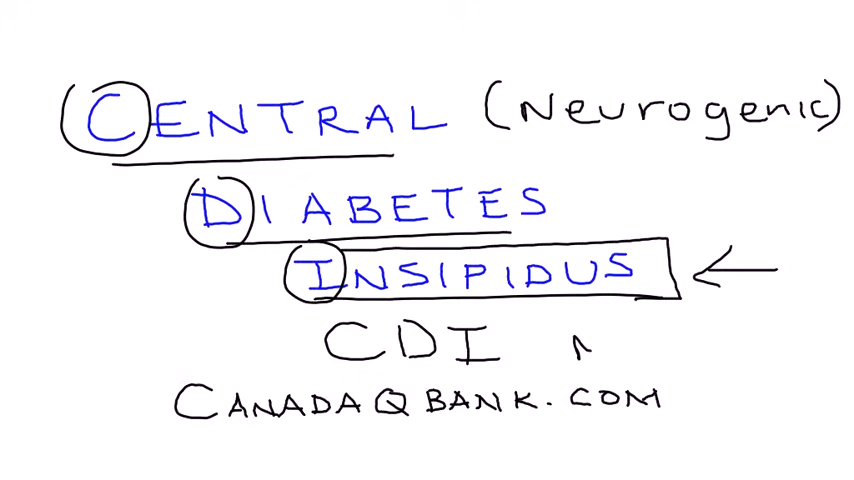 CENTRAL (Neurogenic)
DIABETES
INSIPIDUS
CDI
CANADAQBANK.COM